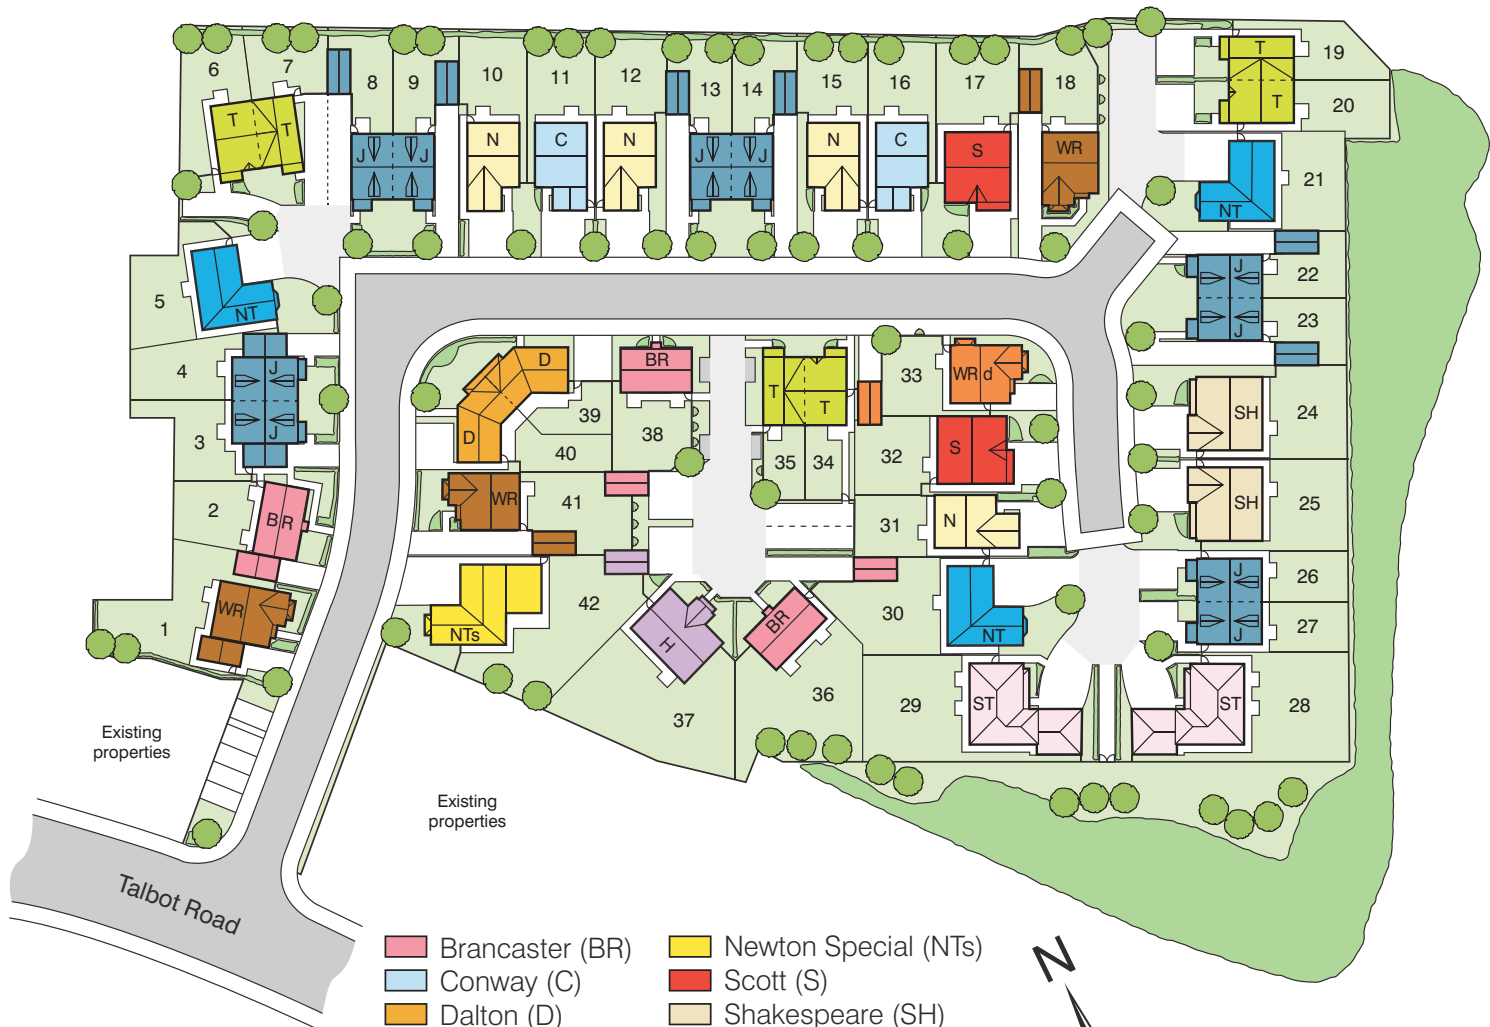 6
7
8
9
10
11
12
13
14
15
16
17
18
19
20
T
T
J
J
N
C
N
J
J
N
C
S
WR
T
T
21
NT
5
NT
22
J
23
J
4
J
3
J
D
D
39
40
BR
38
T
T
35
34
33
WR d
32
S
24
SH
25
SH
2
BR
41
WR
31
N
1
WR
42
NTs
H
BR
30
NT
26
J
27
J
37
36
29
ST
ST
28
Existing
properties
Existing
properties
Talbot Road
N
Brancaster (BR)
Conway (C)
Dalton (D)
Newton Special (NTs)
Scott (S)
Shakespeare (SH)